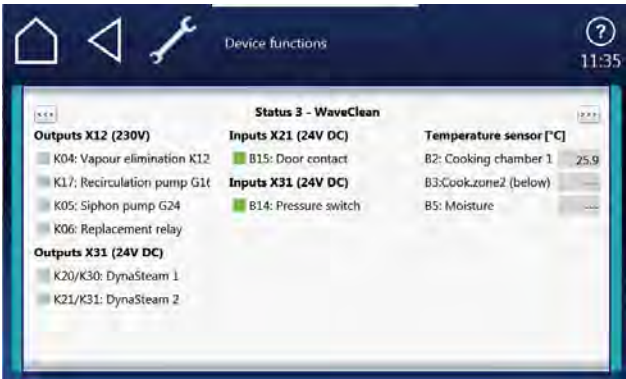 Device functions
?
11:35
<<<
Status 3 - WaveClean
>>>
Outputs X12 (230V)
K04: Vapour elimination K12
K17: Recirculation pump G16
K05: Siphon pump G24
K06: Replacement relay
Outputs X31 (24V DC)
K20/K30: DynaSteam 1
K21/K31: DynaSteam 2
Inputs X21 (24V DC)
B15: Door contact
Inputs X31 (24V DC)
B14: Pressure switch
Temperature sensor [°C]
B2: Cooking chamber 1 25.9
B3:Cook.zone2 (below) ---
B5: Moisture ---